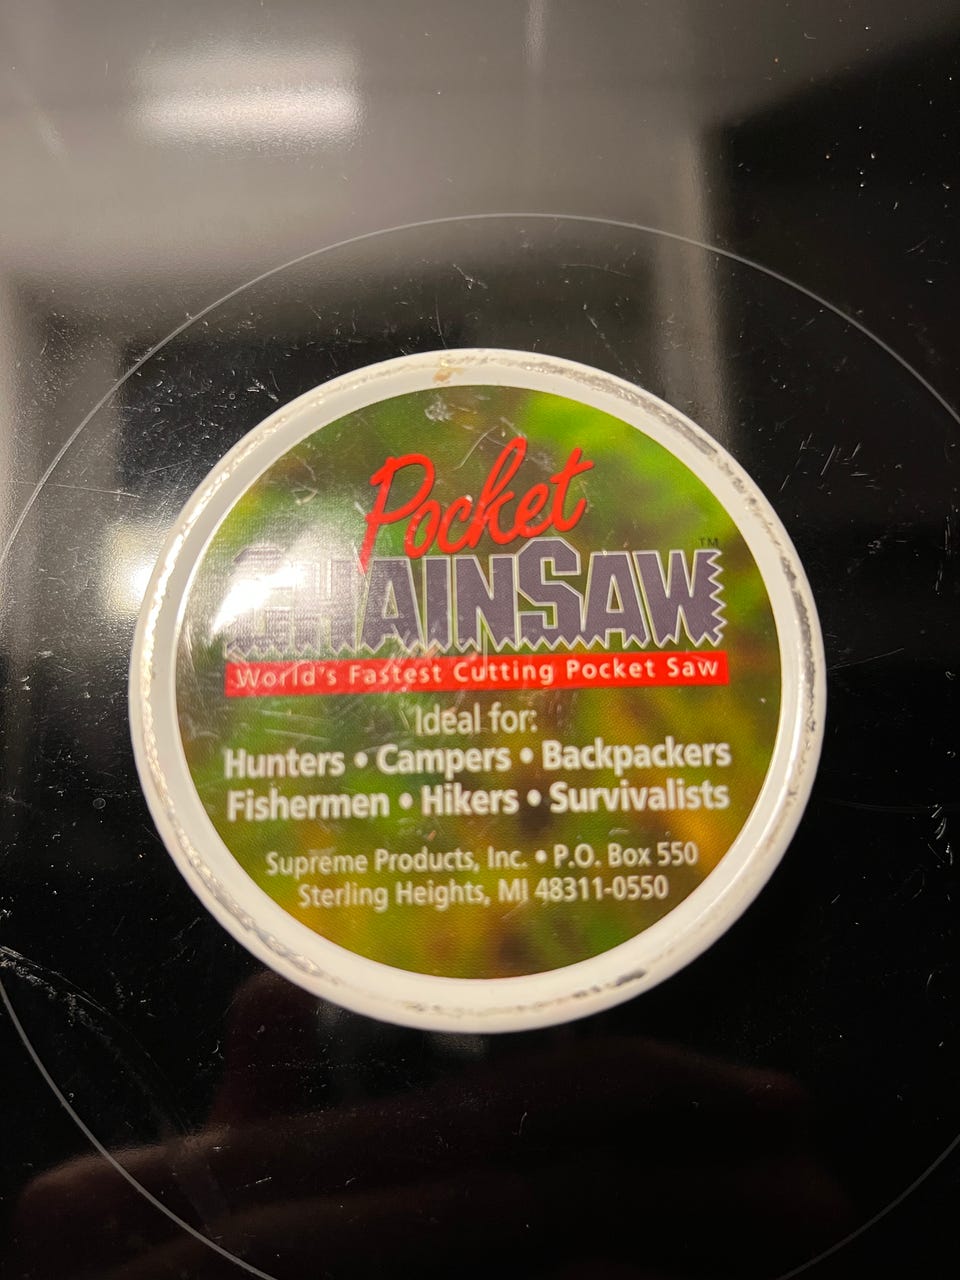 Pocket
CHAINSAW™
World's Fastest Cutting Pocket Saw
Ideal for:
Hunters • Campers • Backpackers
Fishermen • Hikers • Survivalists
Supreme Products, Inc. • P.O. Box 550
Sterling Heights, MI 48311-0550